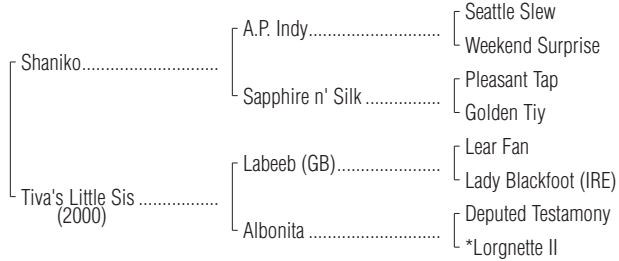 Seattle Slew
A.P. Indy
Weekend Surprise
Shaniko
Pleasant Tap
Sapphire n' Silk
Golden Tiy
Lear Fan
Labeeb (GB)
Lady Blackfoot (IRE)
Tiva's Little Sis
(2000)
Deputed Testamony
Albonita
*Lorgnette II